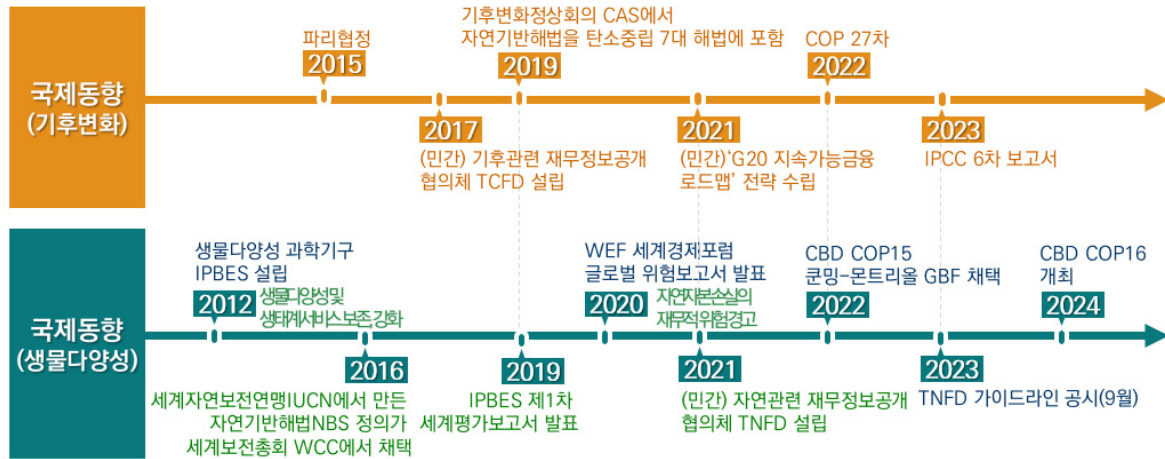 국제동향
(기후변화)
파리협정
2015
2017
(민간) 기후관련 재무정보공개
협의체 TCFD 설립
기후변화정상회의 CAS에서
자연기반해법을 탄소중립 7대 해법에 포함
2019
2021
(민간)‘G20 지속가능금융
로드맵’ 전략 수립
COP 27차
2022
2023
IPCC 6차 보고서
국제동향
(생물다양성)
생물다양성 과학기구
IPBES 설립
2012
생물다양성 및
생태계서비스 보존, 강화
2016
세계자연보전연맹IUCN에서 만든
자연기반해법NBS 정의가
세계보전총회 WCC에서 채택
2019
IPBES 제1차
세계평가보고서 발표
WEF 세계경제포럼
글로벌 위험보고서 발표
2020
자연자본손실의
재무적 위험 경고
2021
(민간) 자연관련 재무정보공개
협의체 TNFD 설립
CBD COP15
쿤밍-몬트리올 GBF 채택
2022
2023
TNFD 가이드라인 공시(9월)
CBD COP16
개최
2024